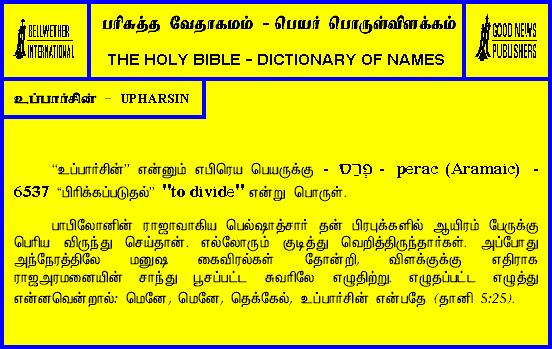 BELLWETHER
INTERNATIONAL
பரிசுத்த வேதாகமம் - பெயர் பொருள்விளக்கம்
THE HOLY BIBLE - DICTIONARY OF NAMES
GOOD NEWS
PUBLISHERS
உப்பார்சின் - UPHARSIN
“உப்பார்சின்” என்னும் எபிரெய பெயருக்கு - פְּרַס - perac (Aramaic) -
6537 “பிரிக்கப்படுதல்” "to divide" என்று பொருள்.
பாபிலோனின் ராஜாவாகிய பெல்ஷாத்சார் தன் பிரபுக்களில் ஆயிரம் பேருக்கு
பெரிய விருந்து செய்தான். எல்லோரும் குடித்து வெறித்திருந்தார்கள். அப்போது
அந்நேரத்திலே மனுஷ கைவிரல்கள் தோன்றி, விளக்குக்கு எதிராக
ராஜஅரமனையின் சாந்து பூசப்பட்ட சுவரிலே எழுதிற்று. எழுதப்பட்ட எழுத்து
என்னவென்றால்: மெனே, மெனே, தெக்கேல், உப்பார்சின் என்பதே (தானி 5:25).